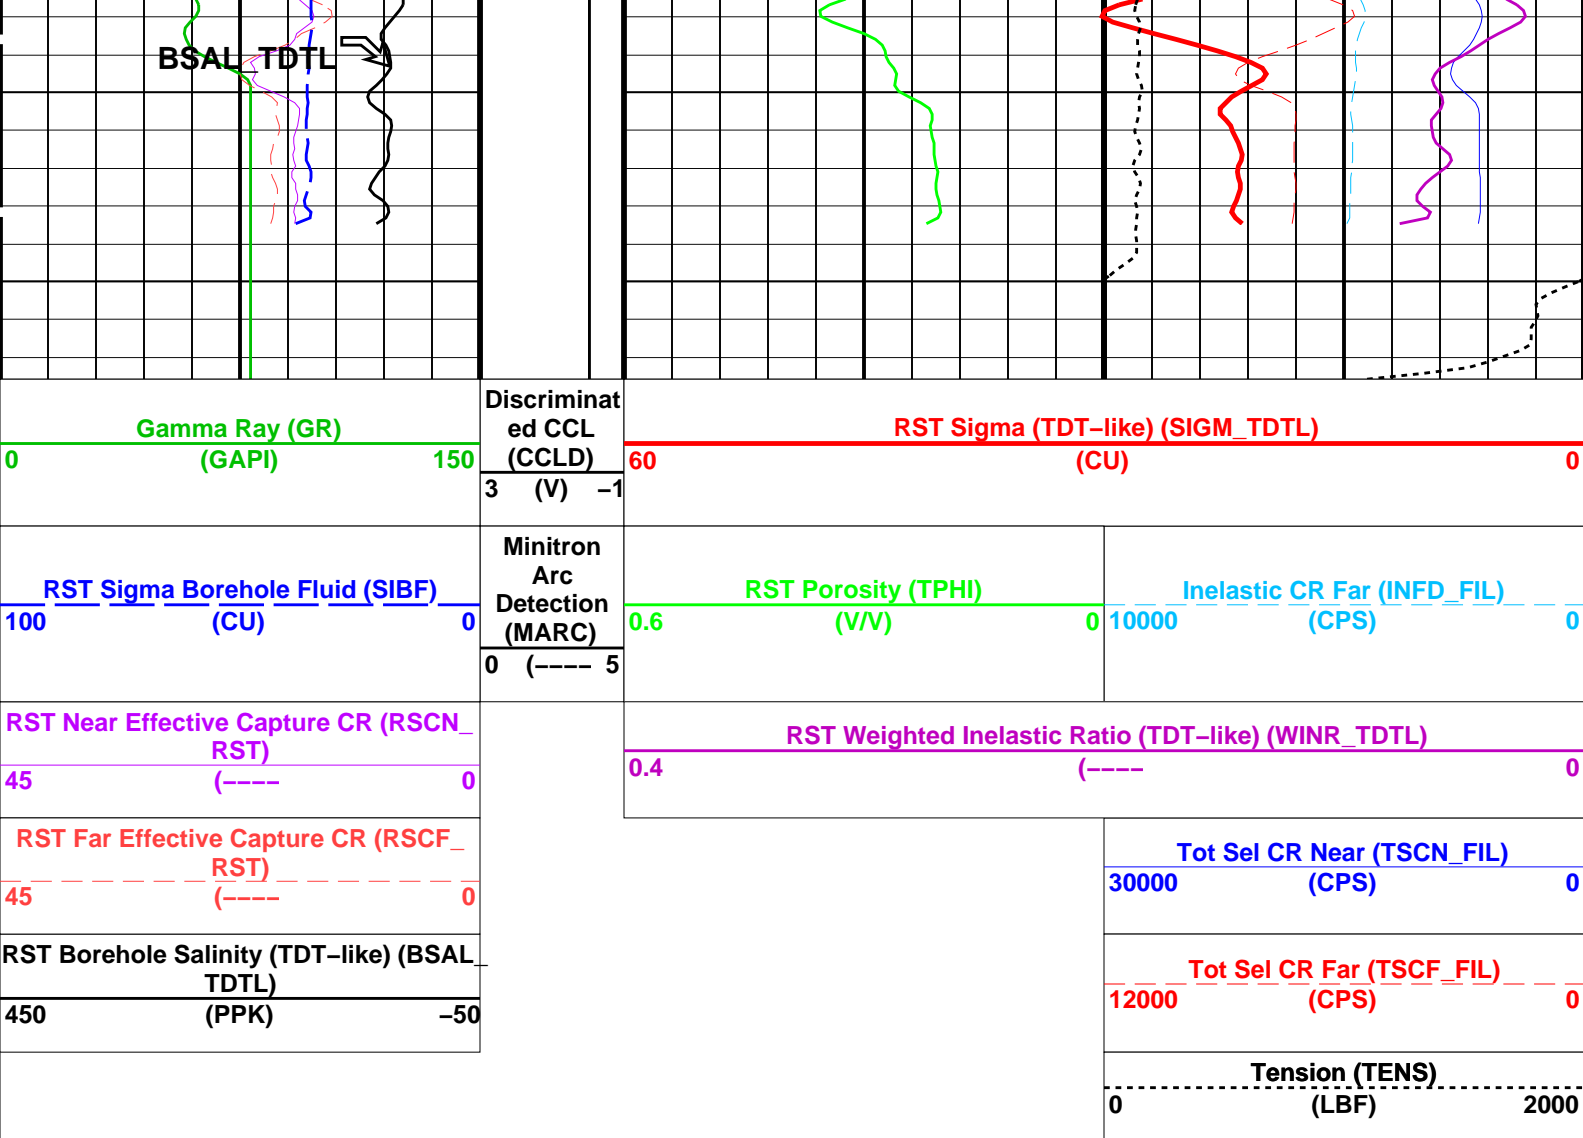 BSAL_TDTL
Gamma Ray (GR)
0 (GAPI) 150
Discriminat
ed CCL
(CCLD)
3 (V) −1
RST Sigma (TDT−like) (SIGM_TDTL)
60 (CU) 0
RST Sigma Borehole Fluid (SIBF)
100 (CU) 0
Minitron
Arc
Detection
(MARC)
0 (−−−− 5
RST Porosity (TPHI)
0.6 (V/V) 0
Inelastic CR Far (INFD_FIL)
10000 (CPS) 0
RST Near Effective Capture CR (RSCN_
RST)
45 (−−−− 0
RST Weighted Inelastic Ratio (TDT−like) (WINR_TDTL)
0.4 (−−−− 0
RST Far Effective Capture CR (RSCF_
RST)
45 (−−−− 0
Tot Sel CR Near (TSCN_FIL)
30000 (CPS) 0
RST Borehole Salinity (TDT−like) (BSAL_
TDTL)
450 (PPK) −50
Tot Sel CR Far (TSCF_FIL)
12000 (CPS) 0
Tension (TENS)
0 (LBF) 2000